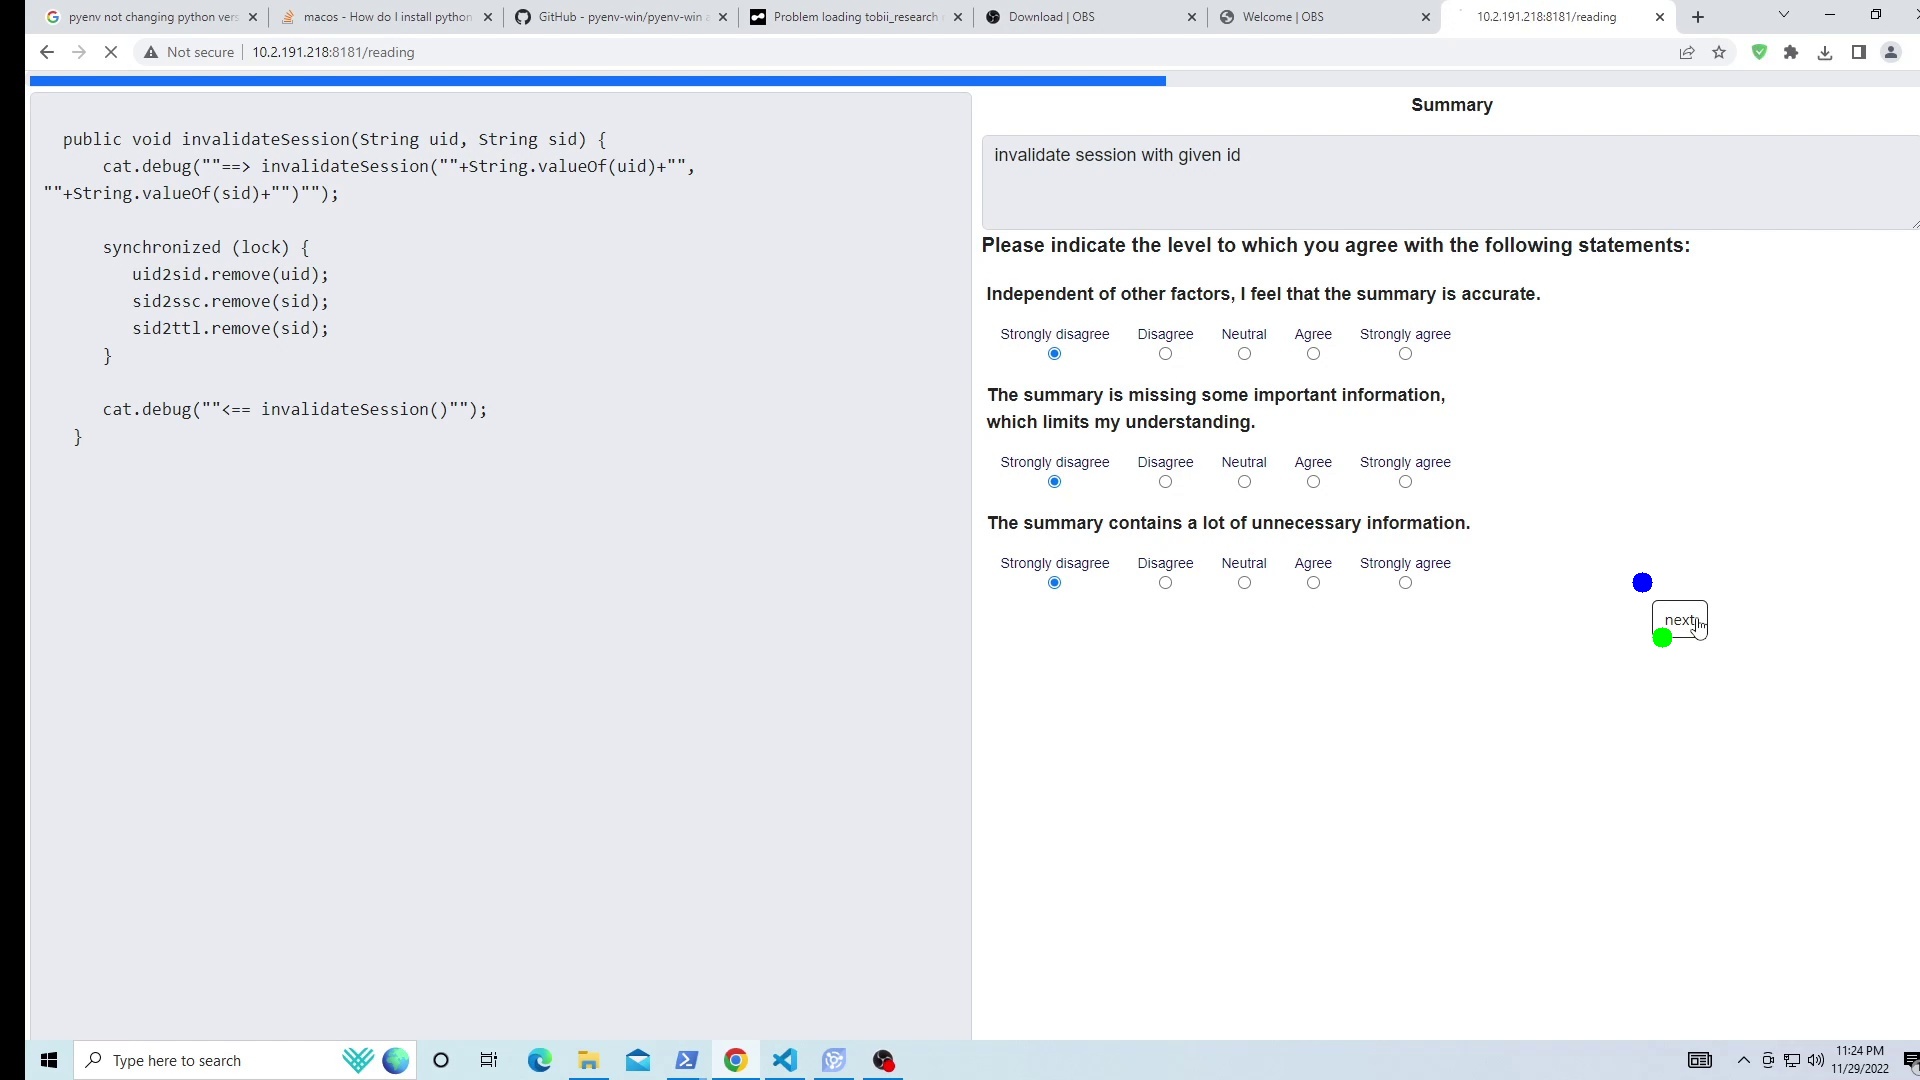 pyenv not changing python vers
macos - How do I install python
GitHub - pyenv-win/pyenv-win a
Problem loading tobii_research
Download | OBS
Welcome | OBS
10.2.191.218:8181/reading
Not secure
10.2.191.218:8181/reading
public void invalidateSession(String uid, String sid) {
cat.debug(""==> invalidateSession(""+String.valueOf(uid)+"",
""+String.valueOf(sid)+"")"");
synchronized (lock) {
uid2sid.remove(uid);
sid2ssc.remove(sid);
sid2ttl.remove(sid);
}
cat.debug(""<== invalidateSession()"");
}
Summary
invalidate session with given id
Please indicate the level to which you agree with the following statements:
Independent of other factors, I feel that the summary is accurate.
Strongly disagree Disagree Neutral Agree Strongly agree
The summary is missing some important information,
which limits my understanding.
Strongly disagree Disagree Neutral Agree Strongly agree
The summary contains a lot of unnecessary information.
Strongly disagree Disagree Neutral Agree Strongly agree
next
Type here to search
11:24 PM
11/29/2022